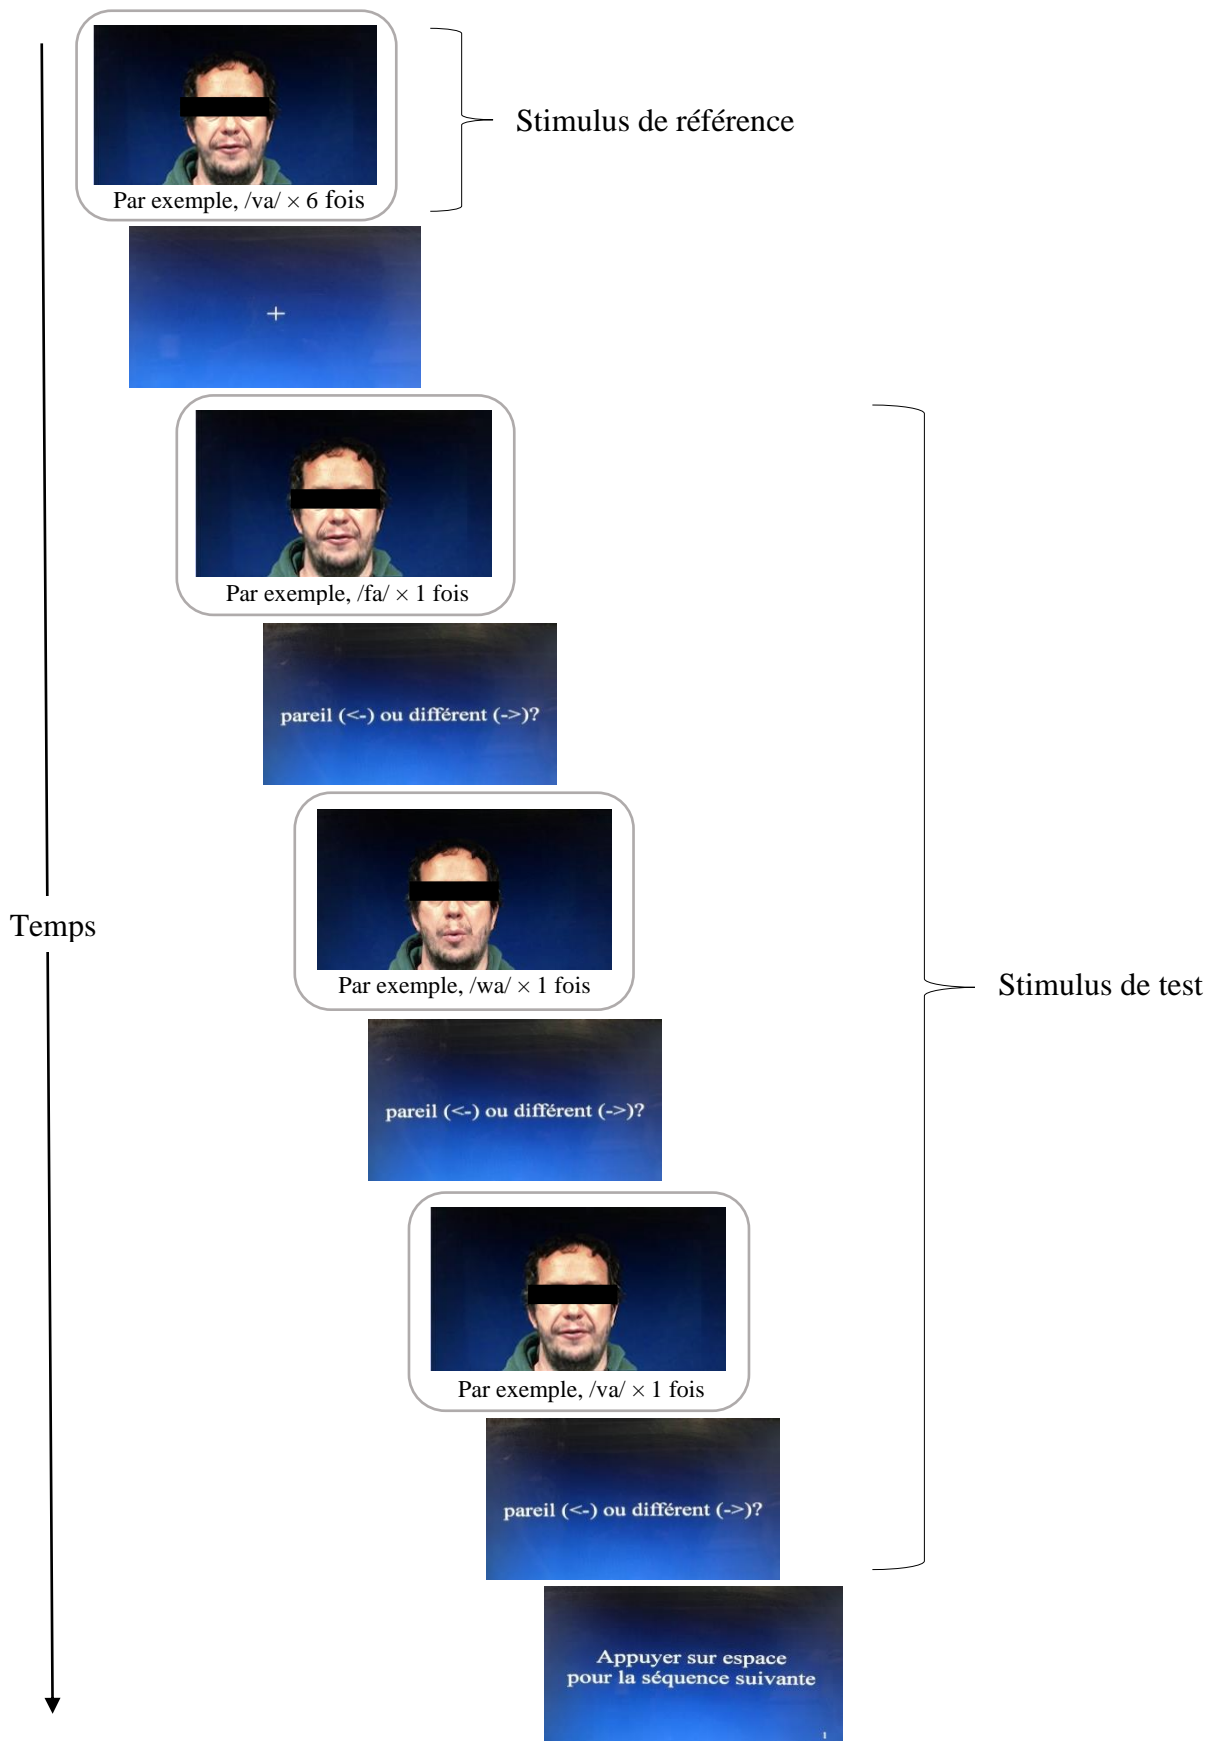 Stimulus de référence
Par exemple, /va/ × 6 fois
+
Par exemple, /fa/ × 1 fois
pareil (<-) ou différent (->)?
Par exemple, /wa/ × 1 fois
Temps
Stimulus de test
pareil (<-) ou différent (->)?
Par exemple, /va/ × 1 fois
pareil (<-) ou différent (->)?
Appuyer sur espace
pour la séquence suivante